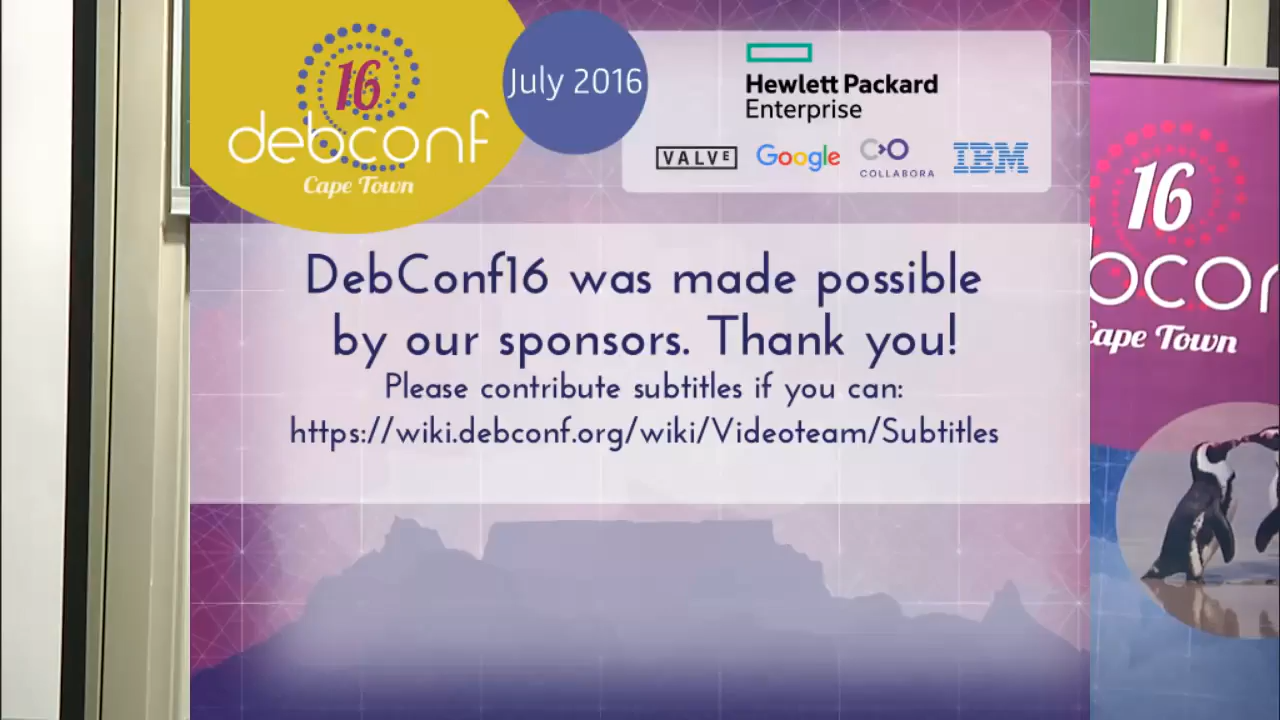 16
debconf
Cape Town
July 2016
Hewlett Packard
Enterprise
VALVE
Google
COLLABORA
IBM
DebConf16 was made possible
by our sponsors. Thank you!
Please contribute subtitles if you can:
https://wiki.debconf.org/wiki/Videoteam/Subtitles
16
bcon
Cape Town